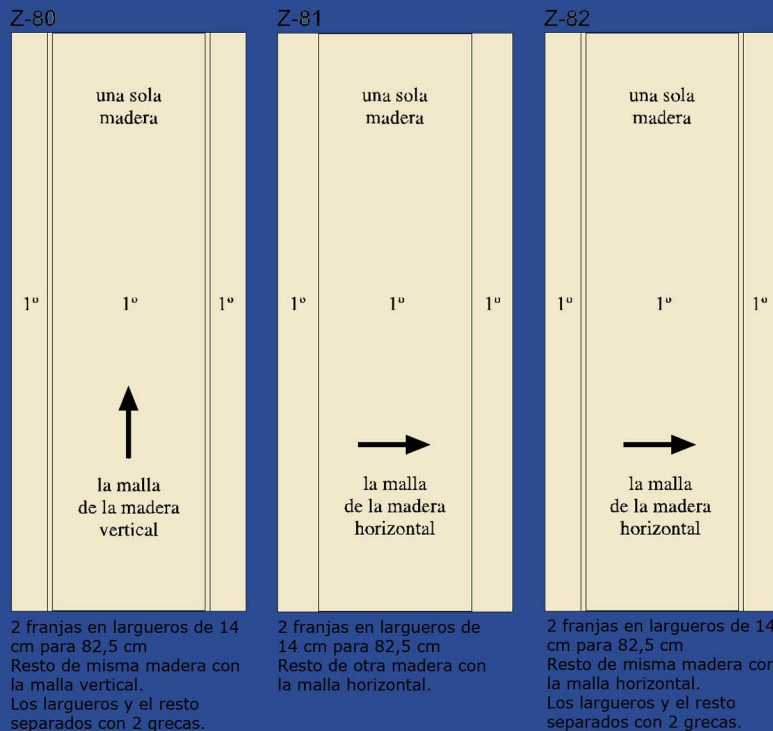 Z-80
una sola
madera
1º
1º
1º
la malla
de la madera
vertical
2 franjas en largueros de 14
cm para 82,5 cm
Resto de misma madera con
la malla vertical.
Los largueros y el resto
separados con 2 grecas.
Z-81
una sola
madera
1º
1º
1º
la malla
de la madera
horizontal
2 franjas en largueros de
14 cm para 82,5 cm
Resto de otra madera con
la malla horizontal.
Z-82
una sola
madera
1º
1º
1º
la malla
de la madera
horizontal
2 franjas en largueros de 14
cm para 82,5 cm
Resto de misma madera con
la malla horizontal.
Los largueros y el resto
separados con 2 grecas.